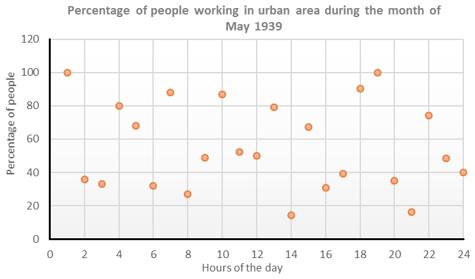 Percentage of people working in urban area during the month of
May 1939
Percentage of people
120
100
80
60
40
20
0
0 2 4 6 8 10 12 14 16 18 20 22 24
Hours of the day